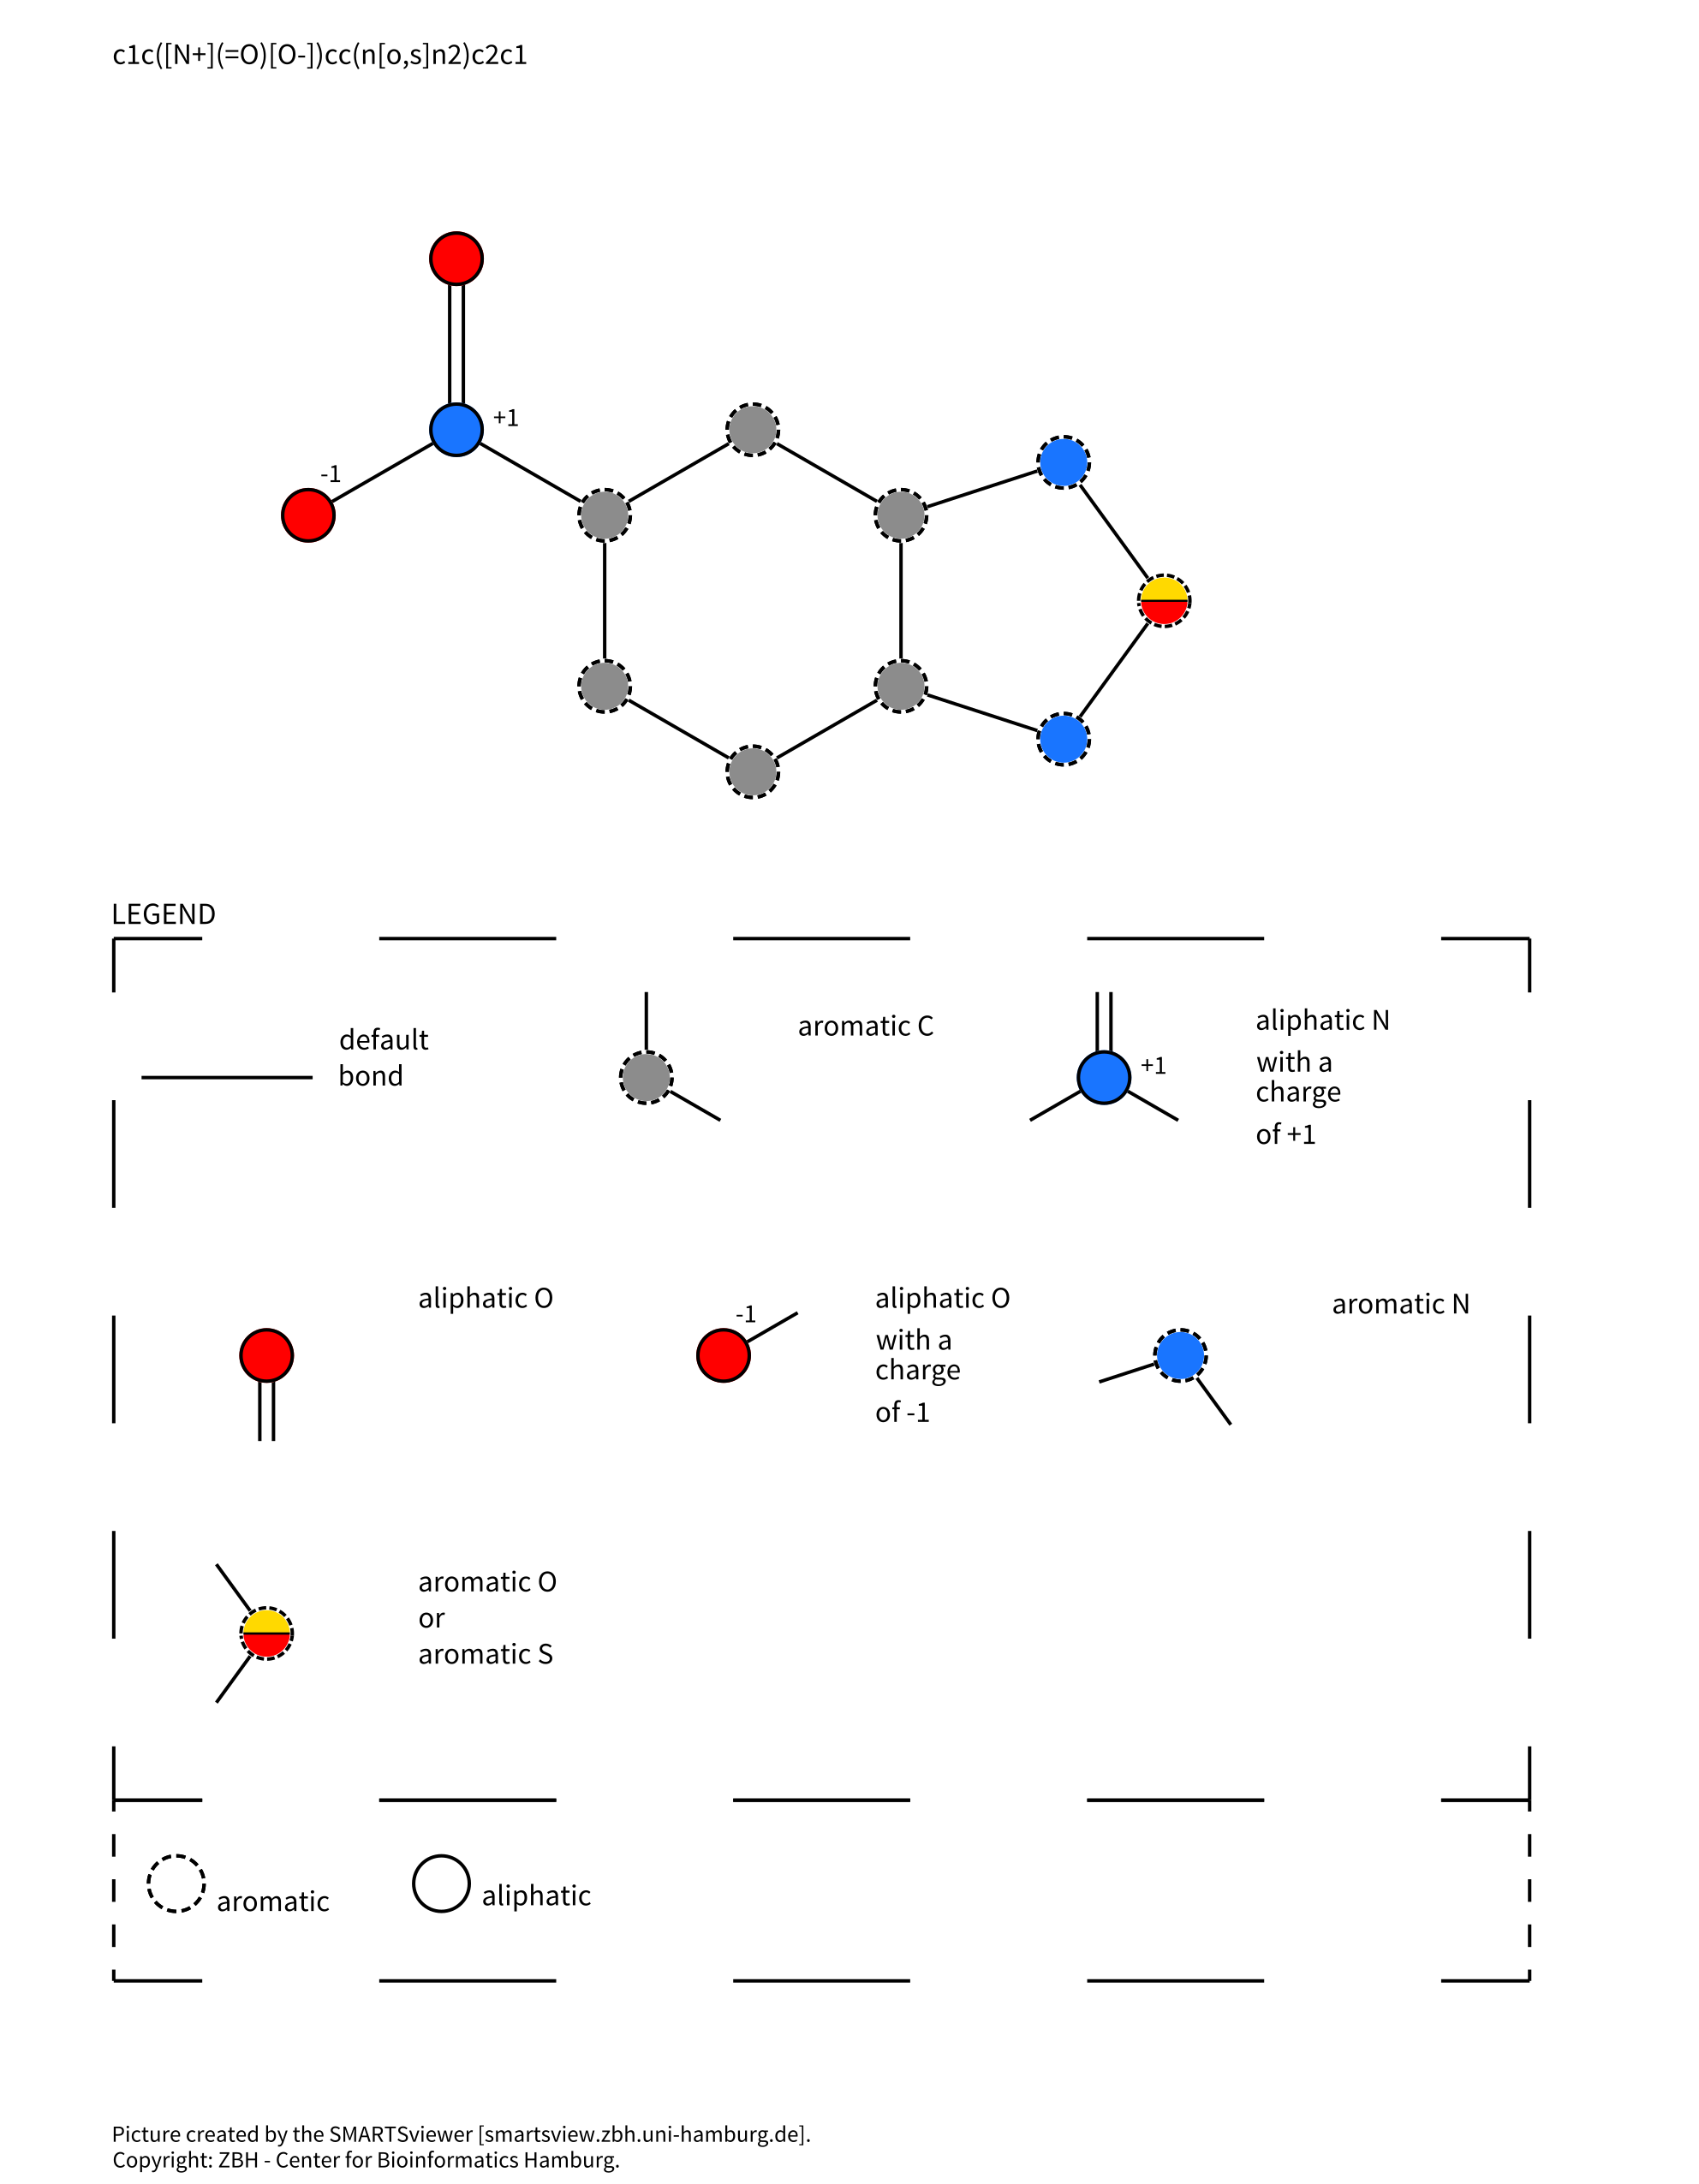 c1c([N+](=O)[O-])cc(n[o,s]n2)c2c1
+1
-1
LEGEND
default
bond
aromatic C
+1
aliphatic N
with a
charge
of +1
aliphatic O
-1
aliphatic O
with a
charge
of -1
aromatic N
aromatic O
or
aromatic S
aromatic
aliphatic
Picture created by the SMARTSviewer [smartsview.zbh.uni-hamburg.de].
Copyright: ZBH - Center for Bioinformatics Hamburg.